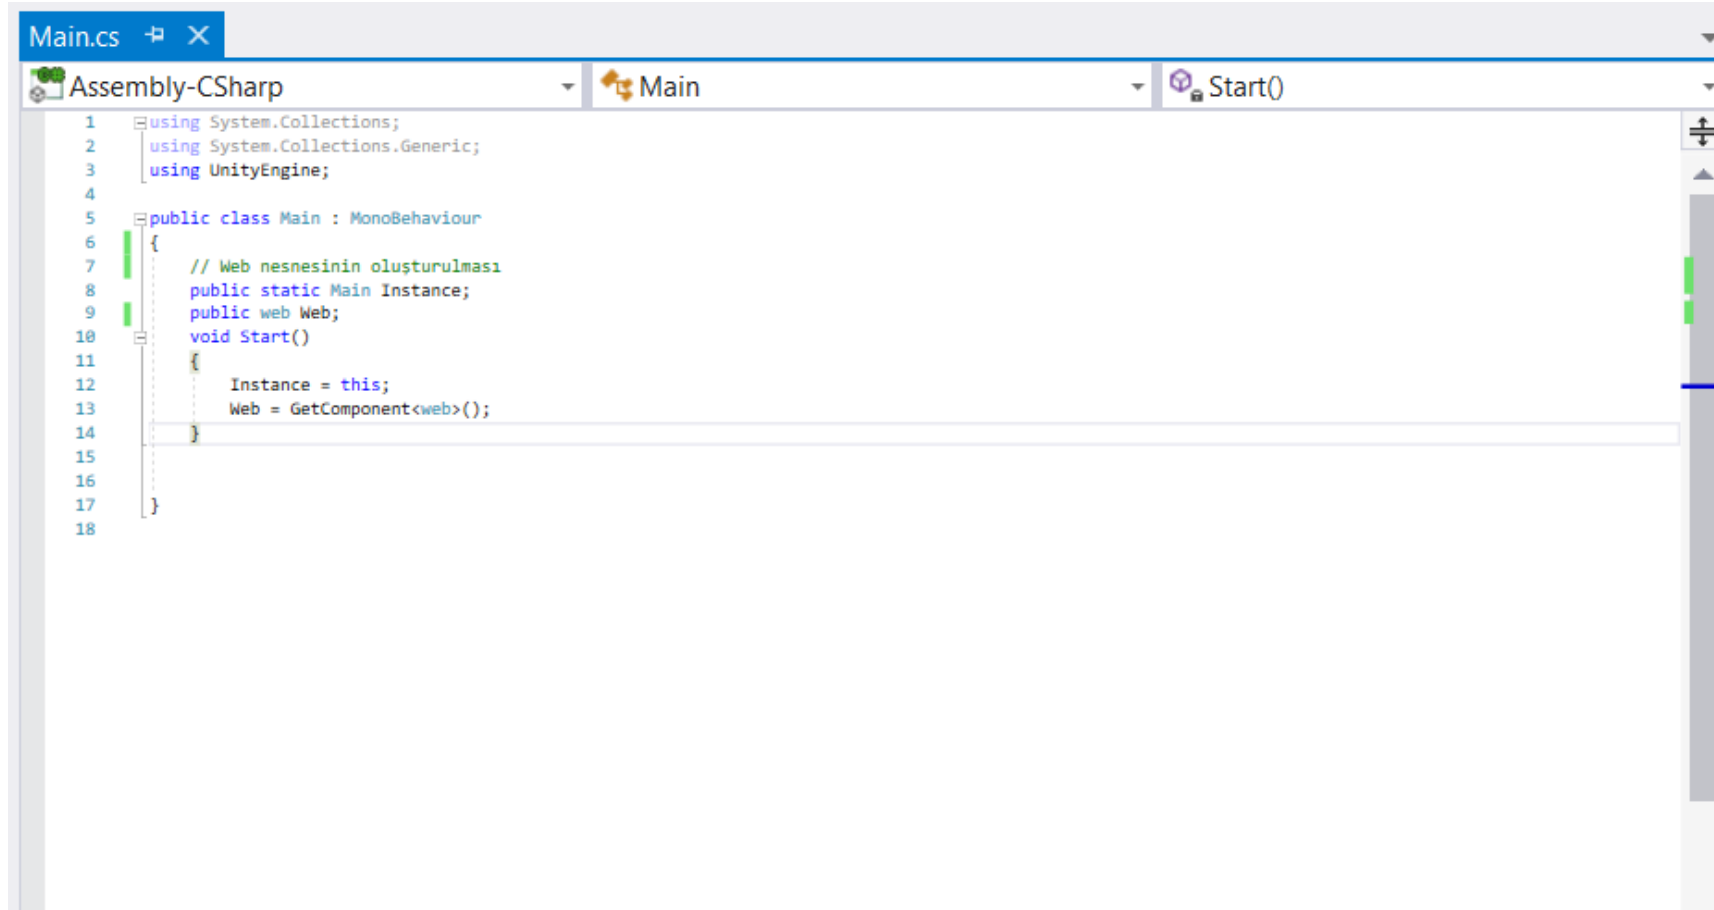 Main.cs
Assembly-CSharp Main Start()
1 using System.Collections;
2 using System.Collections.Generic;
3 using UnityEngine;
4
5 public class Main : MonoBehaviour
6 {
7 // Web nesnesinin oluşturulması
8 public static Main Instance;
9 public web Web;
10 void Start()
11 {
12 Instance = this;
13 Web = GetComponent<web>();
14 }
15
16
17 }
18